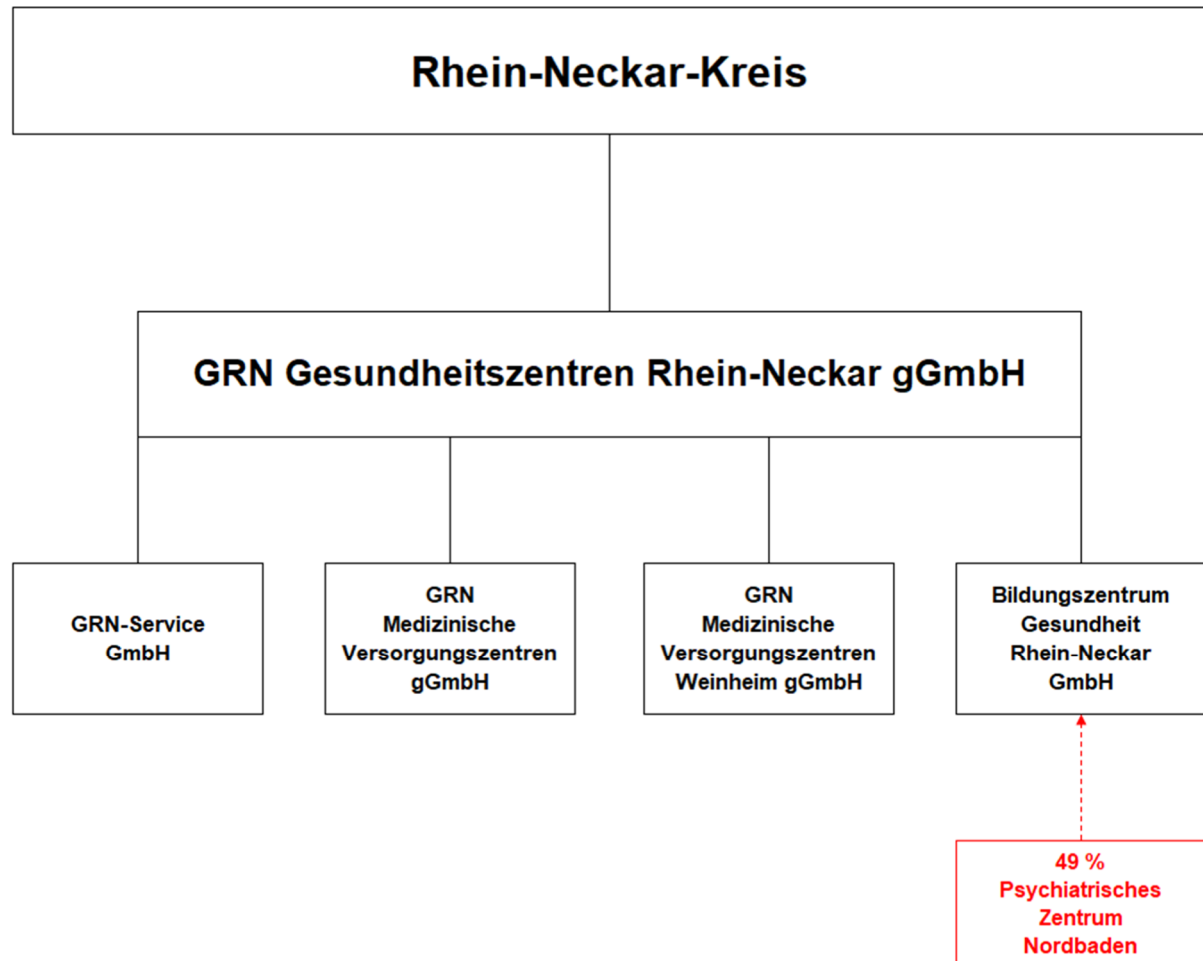 Rhein-Neckar-Kreis
GRN Gesundheitszentren Rhein-Neckar gGmbH
GRN-Service
GmbH
GRN
Medizinische
Versorgungszentren
gGmbH
GRN
Medizinische
Versorgungszentren
Weinheim gGmbH
Bildungszentrum
Gesundheit
Rhein-Neckar
GmbH
49 %
Psychiatrisches
Zentrum
Nordbaden